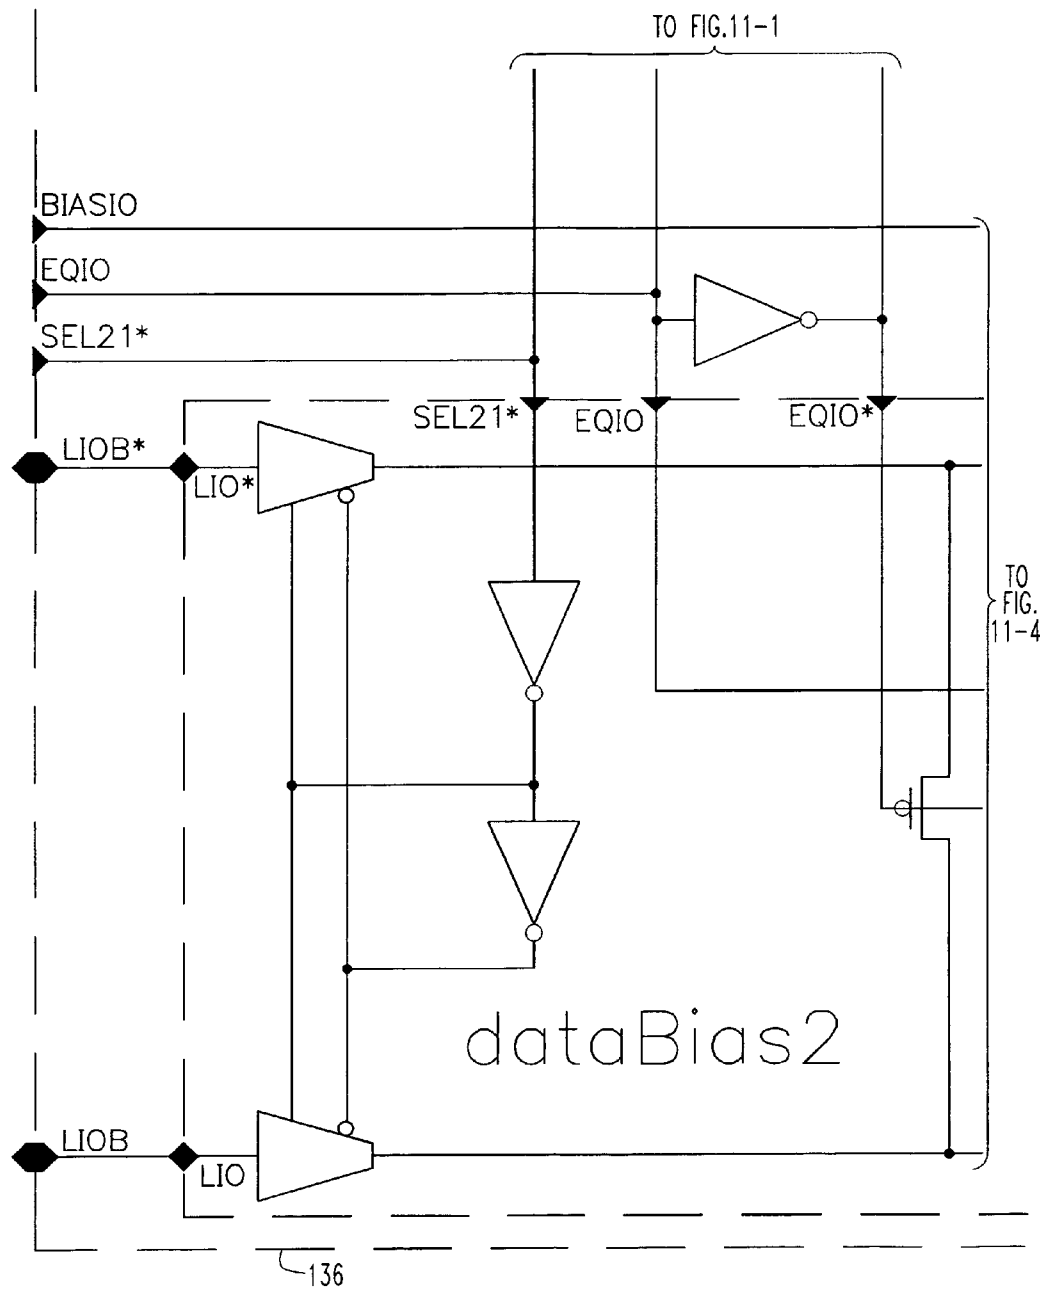 TO FIG.11-1
BIASIO
EQIO
SEL21*
SEL21*
EQIO
EQIO*
LIOB*
LIO*
TO
FIG.
11-4
dataBias2
LIOB
LIO
136